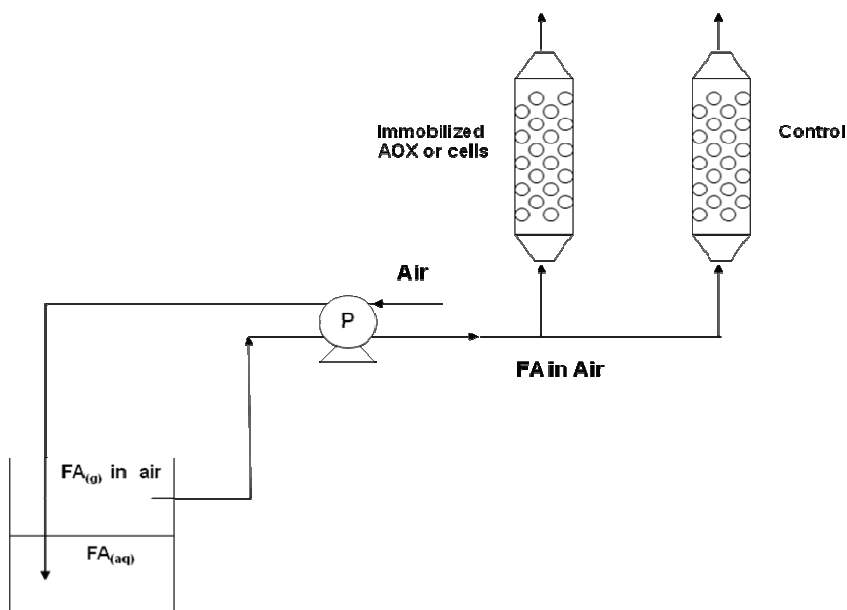 Immobilized
AOX or cells
Control
Air
P
FA in Air
FA(g) in air
FA(aq)